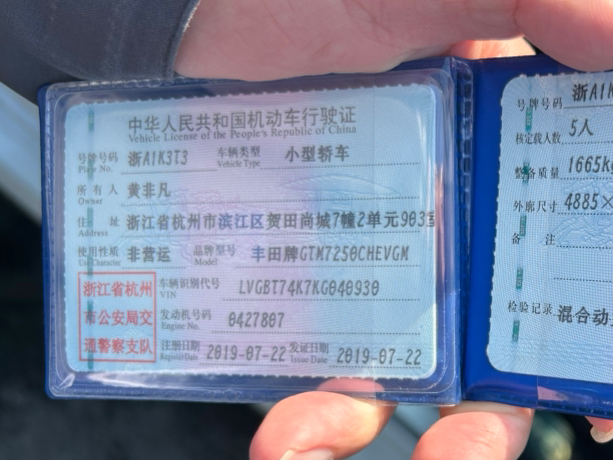 中华人民共和国机动车行驶证
Vehicle License of the People's Republic of China
号牌号码 浙A1K3T3 车辆类型 小型轿车
Plate No. Vehicle Type
所有人 黄非凡
Owner
住址 浙江省杭州市滨江区贺田尚城7幢2单元903室
Address
使用性质 非营运 品牌型号 丰田牌GTM7250CHEVGM
Use Character Model
浙江省杭州
市公安局交
通警察支队
车辆识别代号 LVGBT74K7KG040930
VIN
发动机号码 0427807
Engine No.
注册日期 2019-07-22 发证日期 2019-07-22
Register Date Issue Date
号牌号码 浙A1K
核定载人数 5人
整备质量 1665k
外廓尺寸 4885×
备注
检验记录 混合动